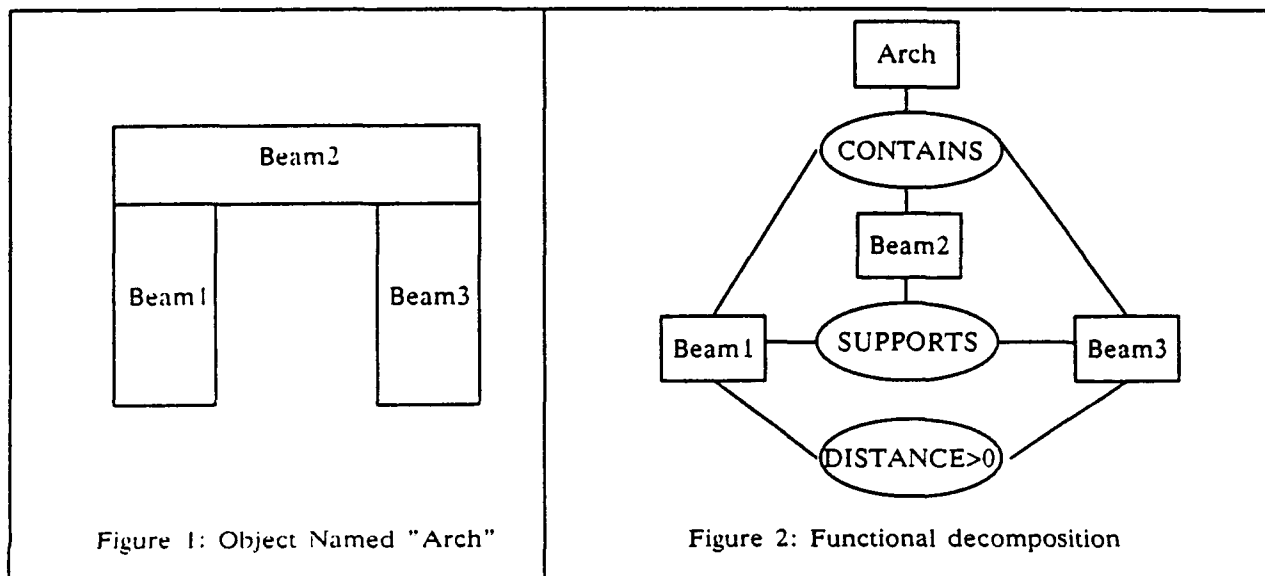 Beam2
Beam1
Beam3
Figure 1: Object Named "Arch"
Arch
CONTAINS
Beam2
Beam1
SUPPORTS
Beam3
DISTANCE>0
Figure 2: Functional decomposition